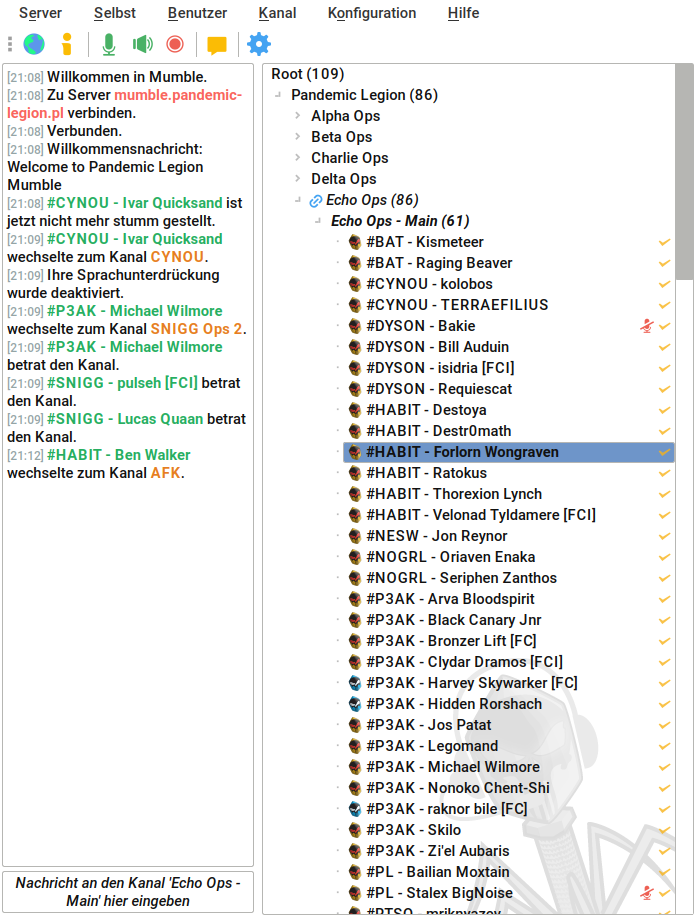 Server Selbst Benutzer Kanal Konfiguration Hilfe
[21:08] Willkommen in Mumble.
[21:08] Zu Server mumble.pandemic-
legion.pl verbinden.
[21:08] Verbunden.
[21:08] Willkommensnachricht:
Welcome to Pandemic Legion
Mumble
[21:08] #CYNOU - Ivar Quicksand ist
jetzt nicht mehr stumm gestellt.
[21:09] #CYNOU - Ivar Quicksand
wechselte zum Kanal CYNOU.
[21:09] Ihre Sprachunterdrückung
wurde deaktiviert.
[21:09] #P3AK - Michael Wilmore
wechselte zum Kanal SNIGG Ops 2.
[21:09] #P3AK - Michael Wilmore
betrat den Kanal.
[21:09] #SNIGG - pulseh [FCI] betrat
den Kanal.
[21:09] #SNIGG - Lucas Quaan betrat
den Kanal.
[21:12] #HABIT - Ben Walker
wechselte zum Kanal AFK.
Nachricht an den Kanal 'Echo Ops -
Main' hier eingeben
Root (109)
Pandemic Legion (86)
Alpha Ops
Beta Ops
Charlie Ops
Delta Ops
Echo Ops (86)
Echo Ops - Main (61)
#BAT - Kismeteer
#BAT - Raging Beaver
#CYNOU - kolobos
#CYNOU - TERRAEFILIUS
#DYSON - Bakie
#DYSON - Bill Auduin
#DYSON - isidria [FCI]
#DYSON - Requiescat
#HABIT - Destoya
#HABIT - Destr0math
#HABIT - Forlorn Wongraven
#HABIT - Ratokus
#HABIT - Thorexion Lynch
#HABIT - Velonad Tyldamere [FCI]
#NESW - Jon Reynor
#NOGRL - Oriaven Enaka
#NOGRL - Seriphen Zanthos
#P3AK - Arva Bloodspirit
#P3AK - Black Canary Jnr
#P3AK - Bronzer Lift [FC]
#P3AK - Clydar Dramos [FCI]
#P3AK - Harvey Skywarker [FC]
#P3AK - Hidden Rorshach
#P3AK - Jos Patat
#P3AK - Legomand
#P3AK - Michael Wilmore
#P3AK - Nonoko Chent-Shi
#P3AK - raknor bile [FC]
#P3AK - Skilo
#P3AK - Zi'el Aubaris
#PL - Bailian Moxtain
#PL - Stalex BigNoise